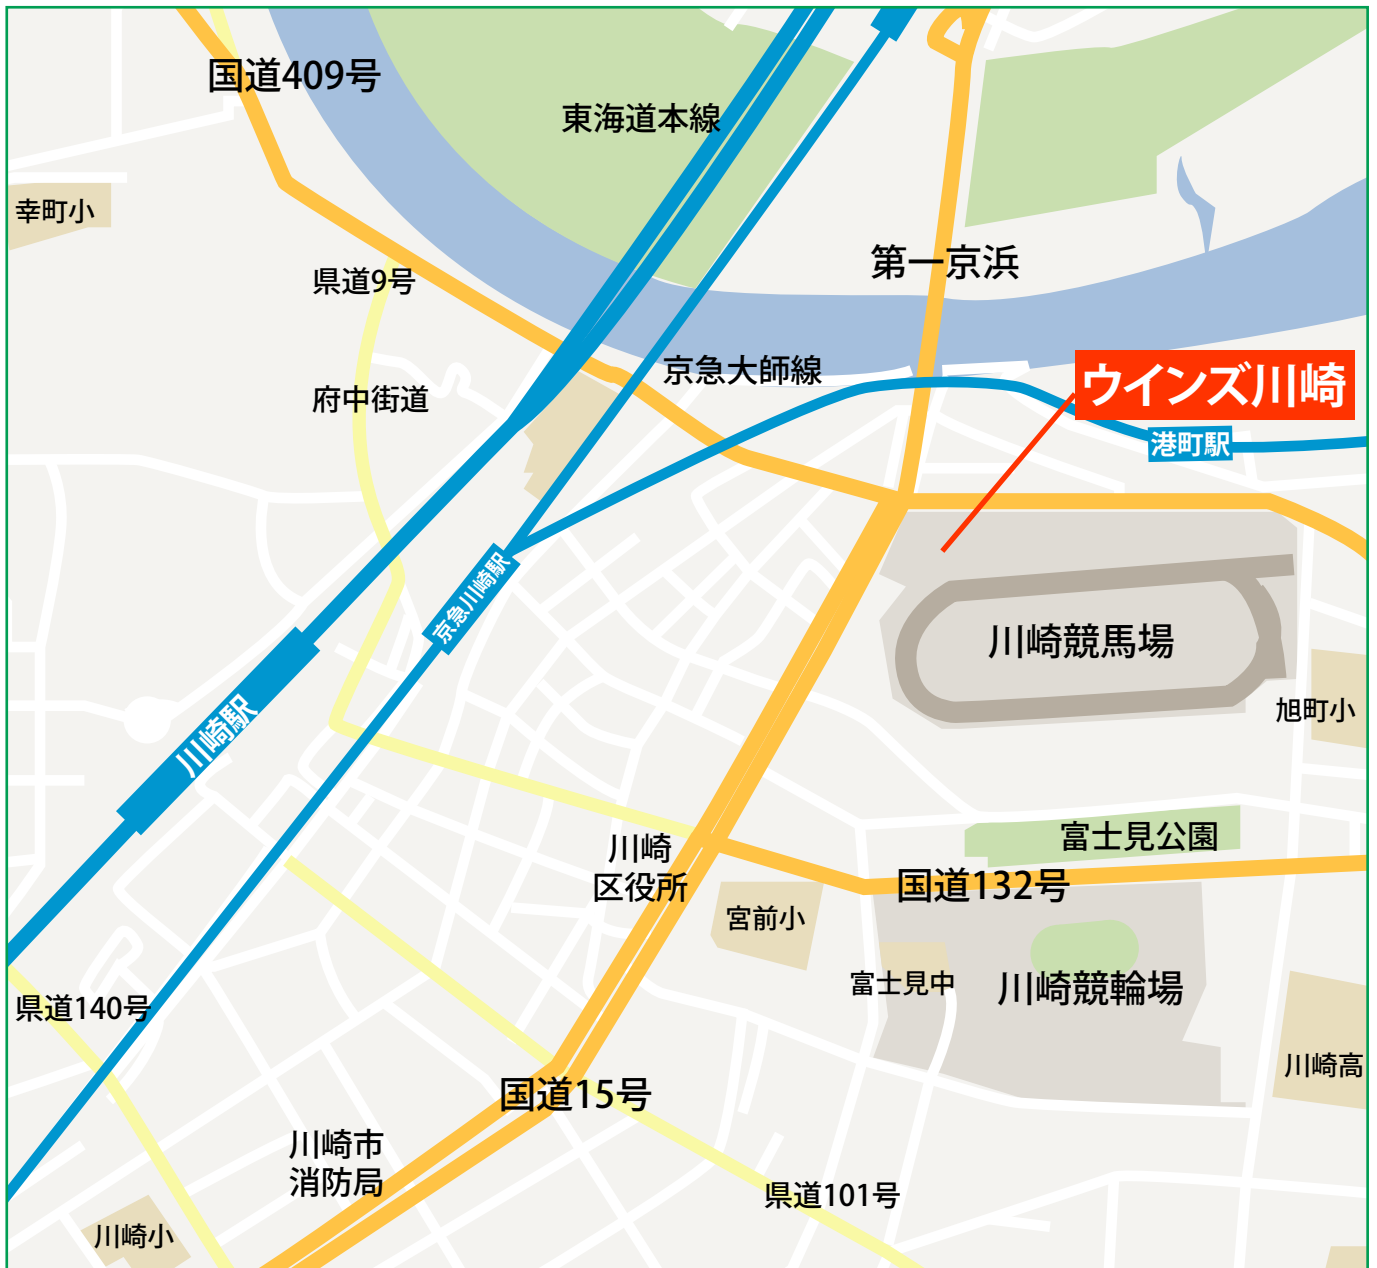 国道409号
東海道本線
幸町小
第一京浜
県道9号
京急大師線
ウインズ川崎
府中街道
港町駅
京急川崎駅
川崎競馬場
旭町小
川崎駅
富士見公園
川崎
区役所
国道132号
宮前小
富士見中
川崎競輪場
県道140号
川崎高
国道15号
川崎市
消防局
県道101号
川崎小